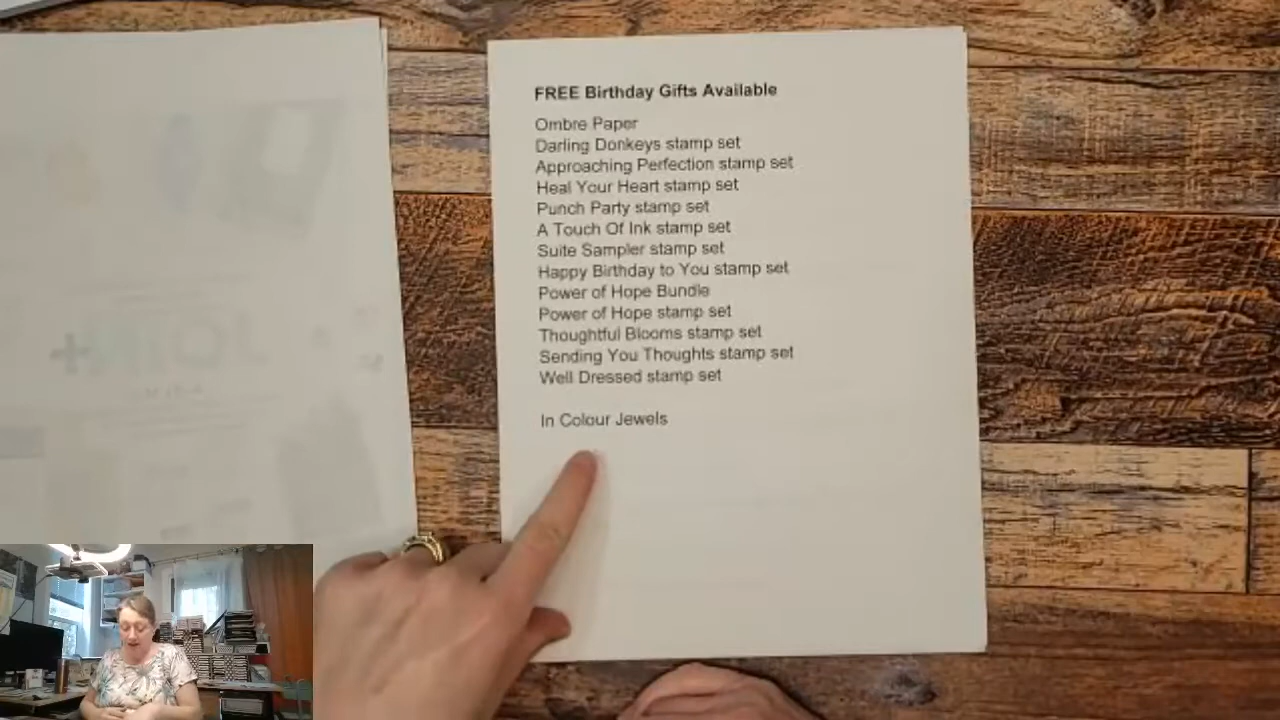 FREE Birthday Gifts Available
Ombre Paper
Darling Donkeys stamp set
Approaching Perfection stamp set
Heal Your Heart stamp set
Punch Party stamp set
A Touch Of Ink stamp set
Suite Sampler stamp set
Happy Birthday to You stamp set
Power of Hope Bundle
Power of Hope stamp set
Thoughtful Blooms stamp set
Sending You Thoughts stamp set
Well Dressed stamp set
In Colour Jewels